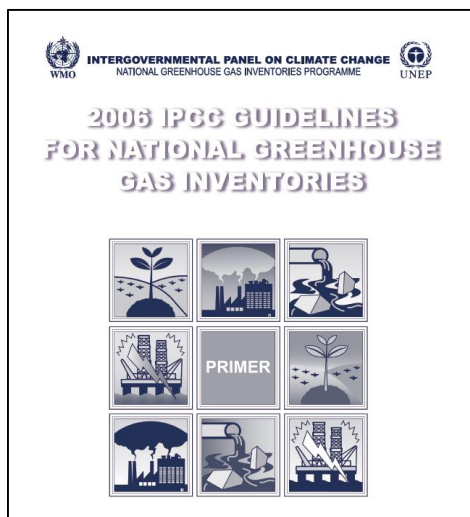 INTERGOVERNMENTAL PANEL ON CLIMATE CHANGE
NATIONAL GREENHOUSE GAS INVENTORIES PROGRAMME
WMO
UNEP
2006 IPCC GUIDELINES
FOR NATIONAL GREENHOUSE
GAS INVENTORIES
PRIMER